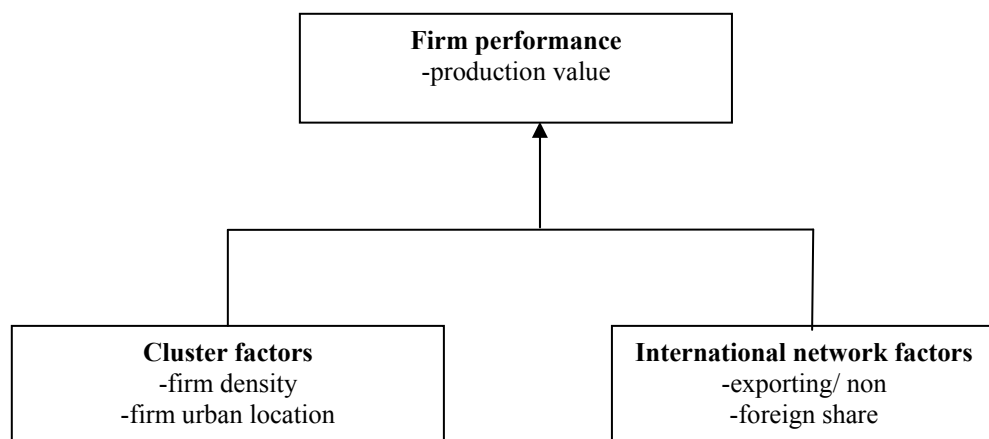 Firm performance
-production value
Cluster factors
-firm density
-firm urban location
International network factors
-exporting/ non
-foreign share